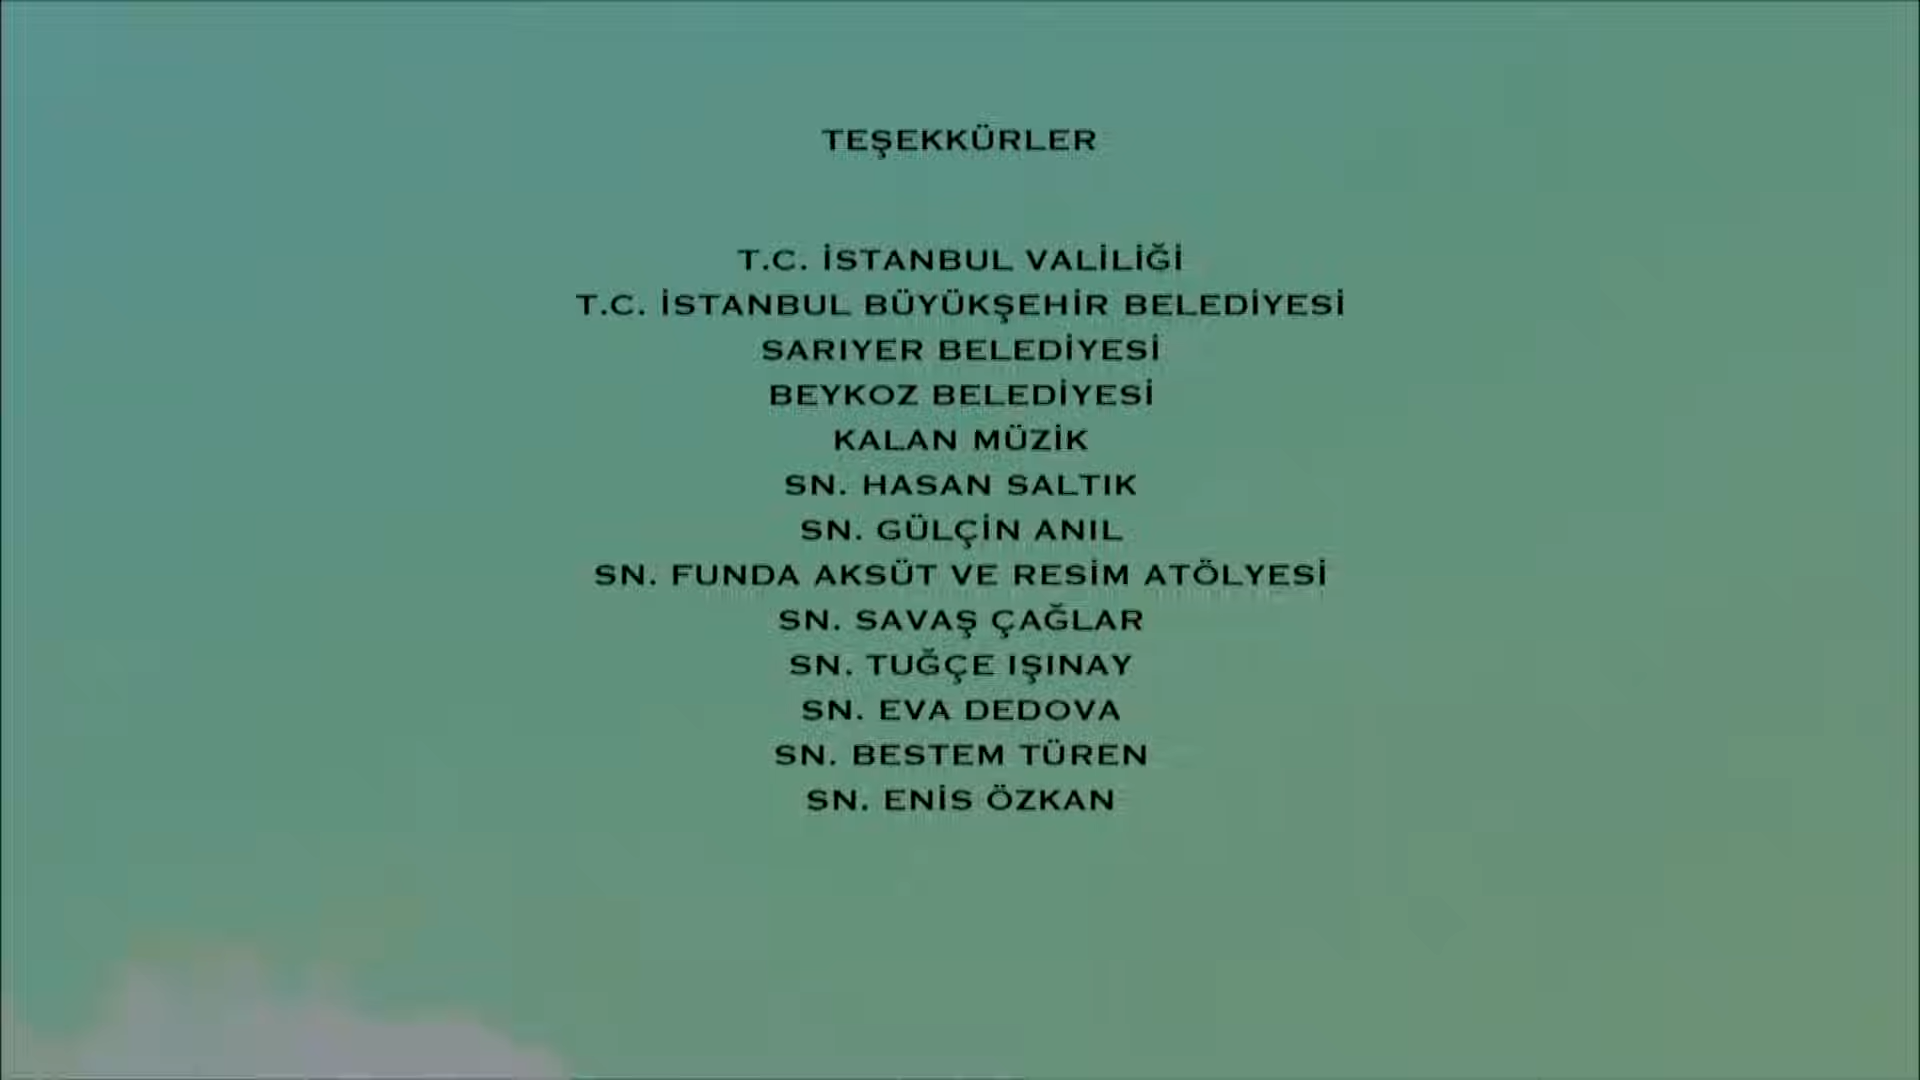 TEŞEKKÜRLER
T.C. İSTANBUL VALİLİĞİ
T.C. İSTANBUL BÜYÜKŞEHİR BELEDİYESİ
SARIYER BELEDİYESİ
BEYKOZ BELEDİYESİ
KALAN MÜZİK
SN. HASAN SALTIK
SN. GÜLÇİN ANIL
SN. FUNDA AKSÜT VE RESİM ATÖLYESİ
SN. SAVAŞ ÇAĞLAR
SN. TUĞÇE IŞINAY
SN. EVA DEDOVA
SN. BESTEM TÜREN
SN. ENİS ÖZKAN